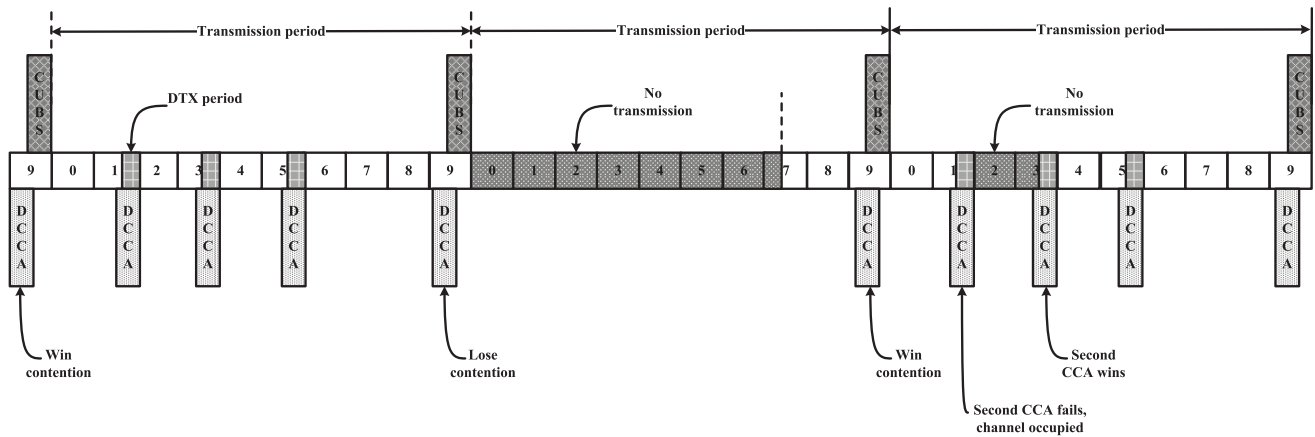 Transmission period
Transmission period
Transmission period
CUBS
CUBS
CUBS
CUBS
DTX period
No
transmission
No
transmission
9 0 1 2 3 4 5 6 7 8 9 0 1 2 3 4 5 6 7 8 9 0 1 2 3 4 5 6 7 8 9
DCCA
DCCA
DCCA
DCCA
DCCA
DCCA
DCCA
DCCA
DCCA
DCCA
Win
contention
Lose
contention
Win
contention
Second
CCA wins
Second CCA fails,
channel occupied